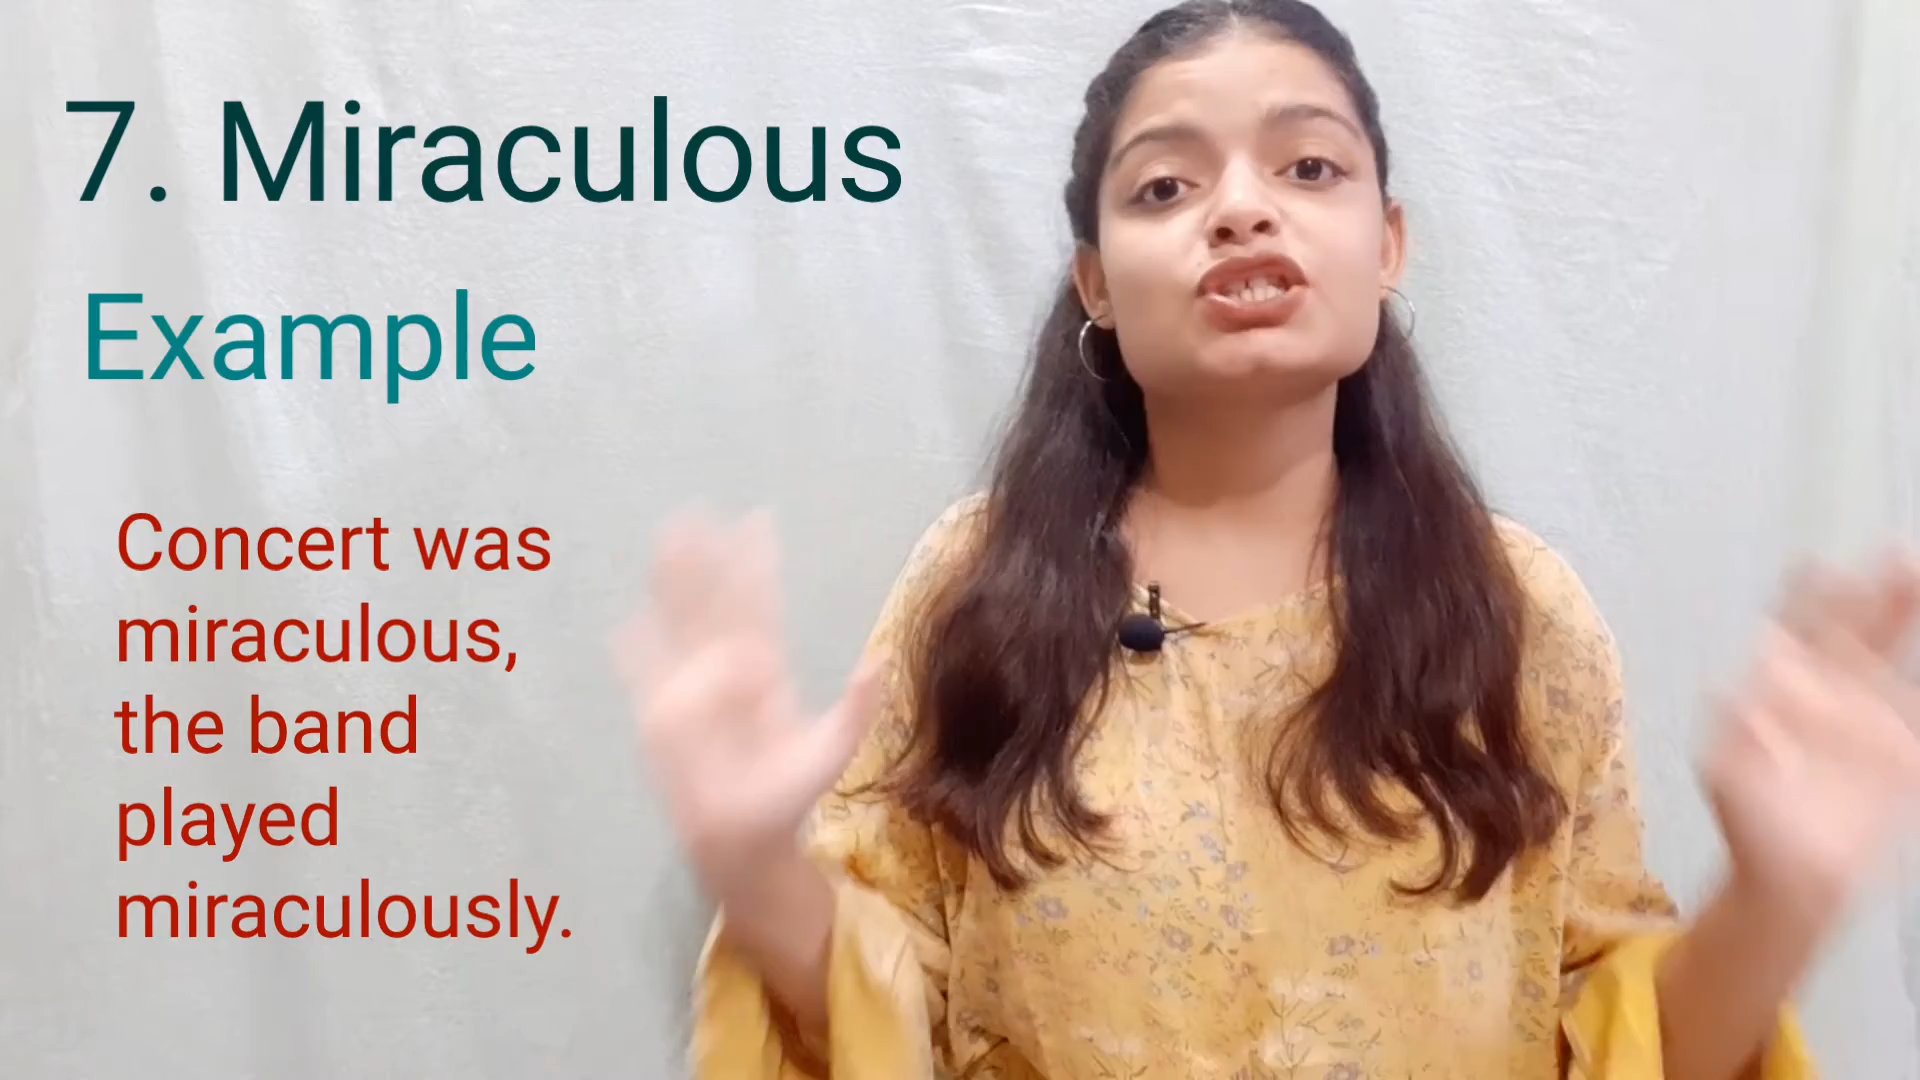 7. Miraculous
Example
Concert was
miraculous,
the band
played
miraculously.